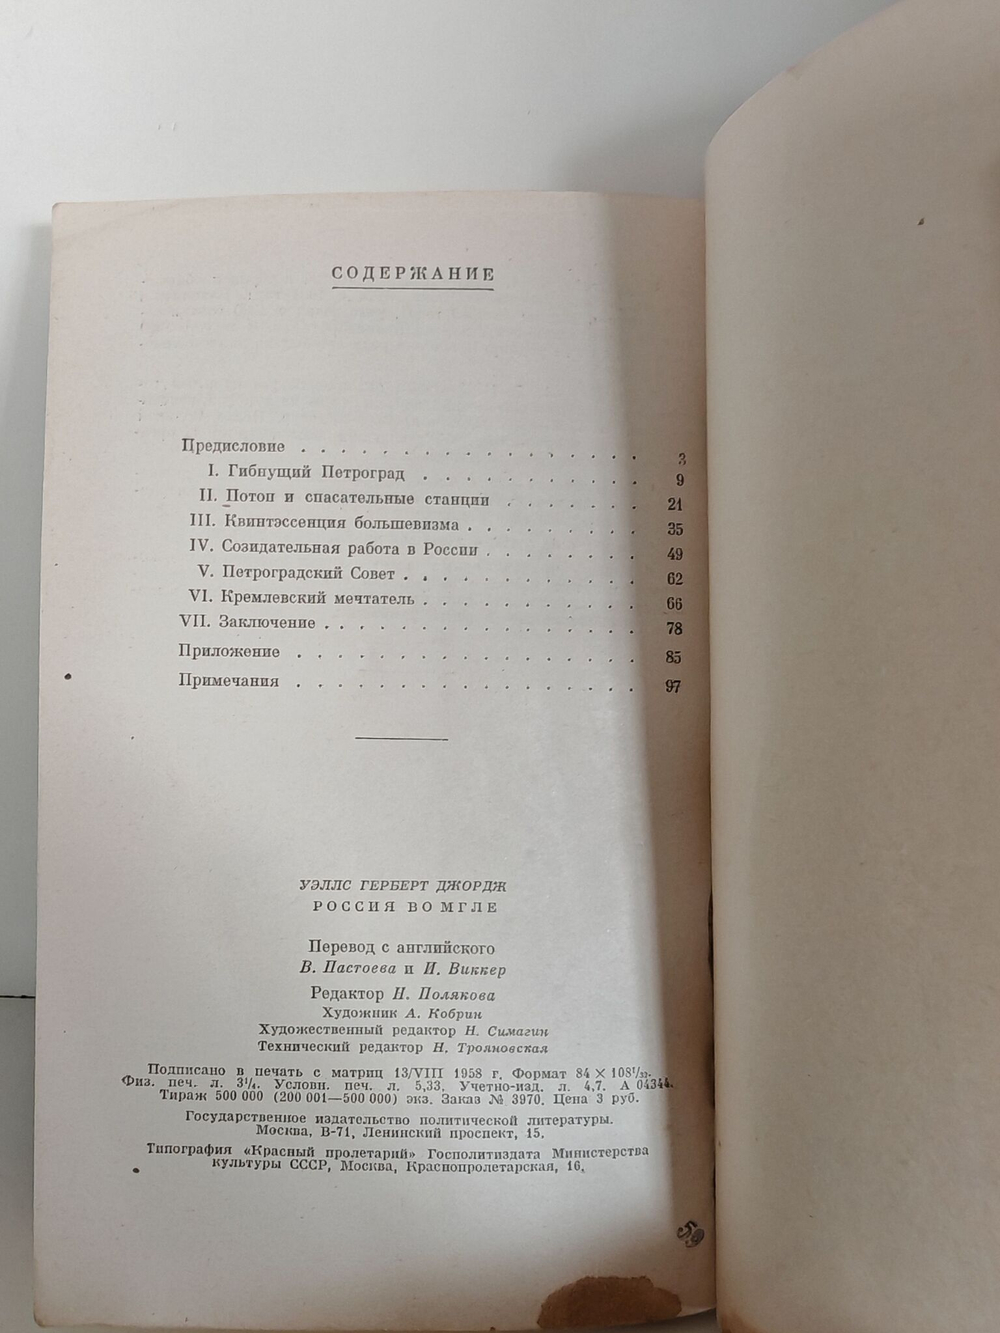 СОДЕРЖАНИЕ
Предисловие . . . . . . . . . . . . . . . . . 3
I. Гибнущий Петроград . . . . . . . . . . . . 9
II. Потоп и спасательные станции . . . . . . . 21
III. Квинтэссенция большевизма . . . . . . . . . 35
IV. Созидательная работа в России . . . . . . . 49
V. Петроградский Совет . . . . . . . . . . . . 62
VI. Кремлевский мечтатель . . . . . . . . . . . 66
VII. Заключение . . . . . . . . . . . . . . . . 78
Приложение . . . . . . . . . . . . . . . . . 85
Примечания . . . . . . . . . . . . . . . . . 97
УЭЛЛС ГЕРБЕРТ ДЖОРДЖ
РОССИЯ ВО МГЛЕ
Перевод с английского
В. Пастоева и И. Виккер
Редактор Н. Полякова
Художник А. Кобрин
Художественный редактор Н. Симагин
Технический редактор Н. Трояновская
Подписано в печать с матриц 13/VIII 1958 г. Формат 84 × 108¹/₃₂.
Физ. печ. л. 3¹/₄. Условн. печ. л. 5,33. Учетно-изд. л. 4,7. А 04344.
Тираж 500 000 (200 001—500 000) экз. Заказ № 3970. Цена 3 руб.
Государственное издательство политической литературы.
Москва, В-71, Ленинский проспект, 15.
Типография «Красный пролетарий» Госполитиздата Министерства
культуры СССР, Москва, Краснопролетарская, 16.
59